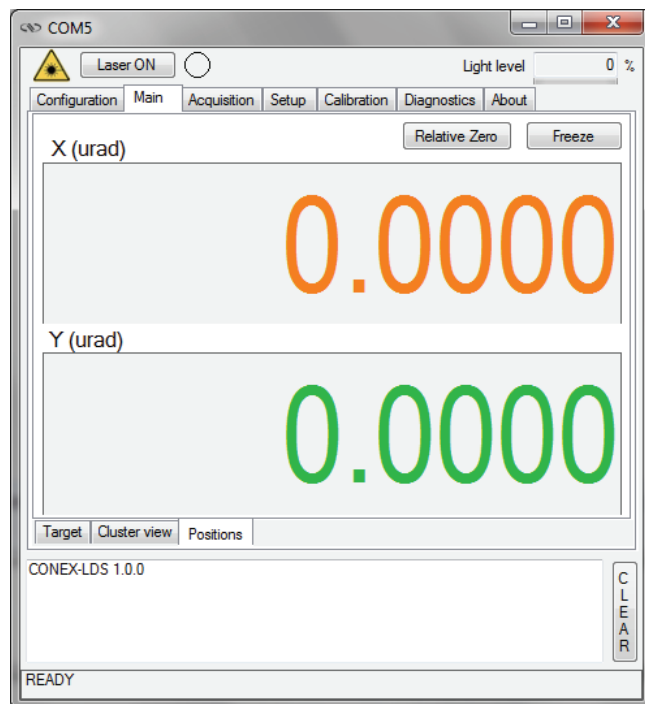 COM5
Laser ON Light level 0 %
Configuration Main Acquisition Setup Calibration Diagnostics About
Relative Zero Freeze
X (urad)
0.0000
Y (urad)
0.0000
Target Cluster view Positions
CONEX-LDS 1.0.0
CLEAR
READY